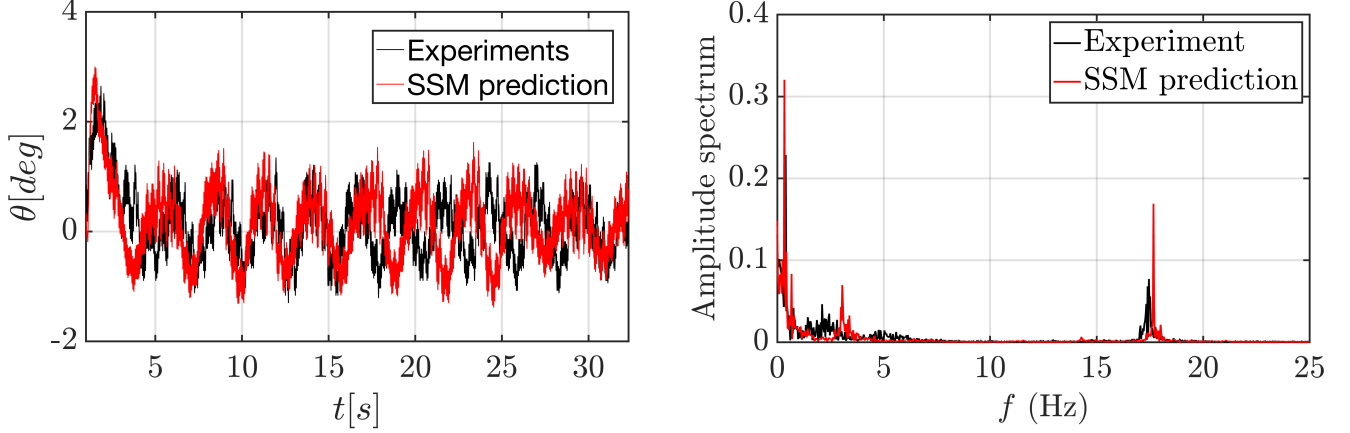 4
2
0
-2
θ[deg]
Experiments
SSM prediction
5
10
15
20
25
30
t[s]
0.4
0.3
0.2
0.1
0
Amplitude spectrum
Experiment
SSM prediction
0
5
10
15
20
25
f (Hz)